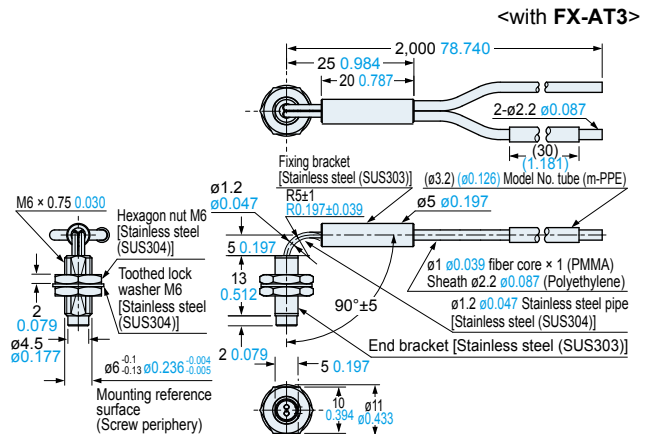 <with FX-AT3>
2,000 78.740
25 0.984
20 0.787
2-ø2.2 ø0.087
(30)
(1.181)
Fixing bracket
[Stainless steel (SUS303)]
(ø3.2) (ø0.126) Model No. tube (m-PPE)
ø1.2
ø0.047
R5±1
R0.197±0.039
ø5 ø0.197
M6 × 0.75 0.030
Hexagon nut M6
[Stainless steel
(SUS304)]
Toothed lock
washer M6
[Stainless steel
(SUS304)]
5 0.197
13
0.512
90°±5
ø1 ø0.039 fiber core × 1 (PMMA)
Sheath ø2.2 ø0.087 (Polyethylene)
ø1.2 ø0.047 Stainless steel pipe
[Stainless steel (SUS304)]
2
0.079
ø4.5
ø0.177
2 0.079
End bracket [Stainless steel (SUS303)]
5 0.197
ø6 -0.1 -0.13 ø0.236 -0.004 -0.005
Mounting reference
surface
(Screw periphery)
10
0.394
ø11
ø0.433